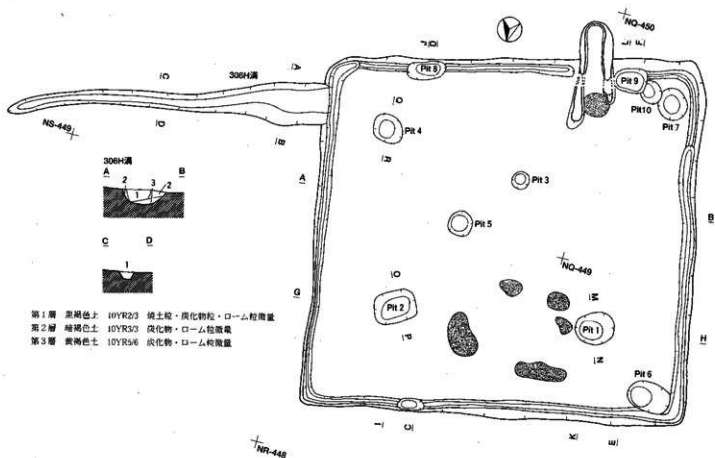 NQ-450
306H溝
A
C
Pit 8
Pit 9
Pit10
Pit 7
Pit 4
NS-449
D
B
O
R
306H溝
A B
2 3 2
1
A
Pit 3
B
Pit 5
C D
1
NQ-449
G
O
M
Pit 2
Pit 1
P
N
H
第1層 黒褐色土 10YR2/3 焼土粒・炭化物粒・ローム粒微量
第2層 暗褐色土 10YR3/3 炭化物・ローム粒微量
第3層 黄褐色土 10YR5/6 炭化物・ローム粒微量
Pit 6
I
C
K
E
NR-448